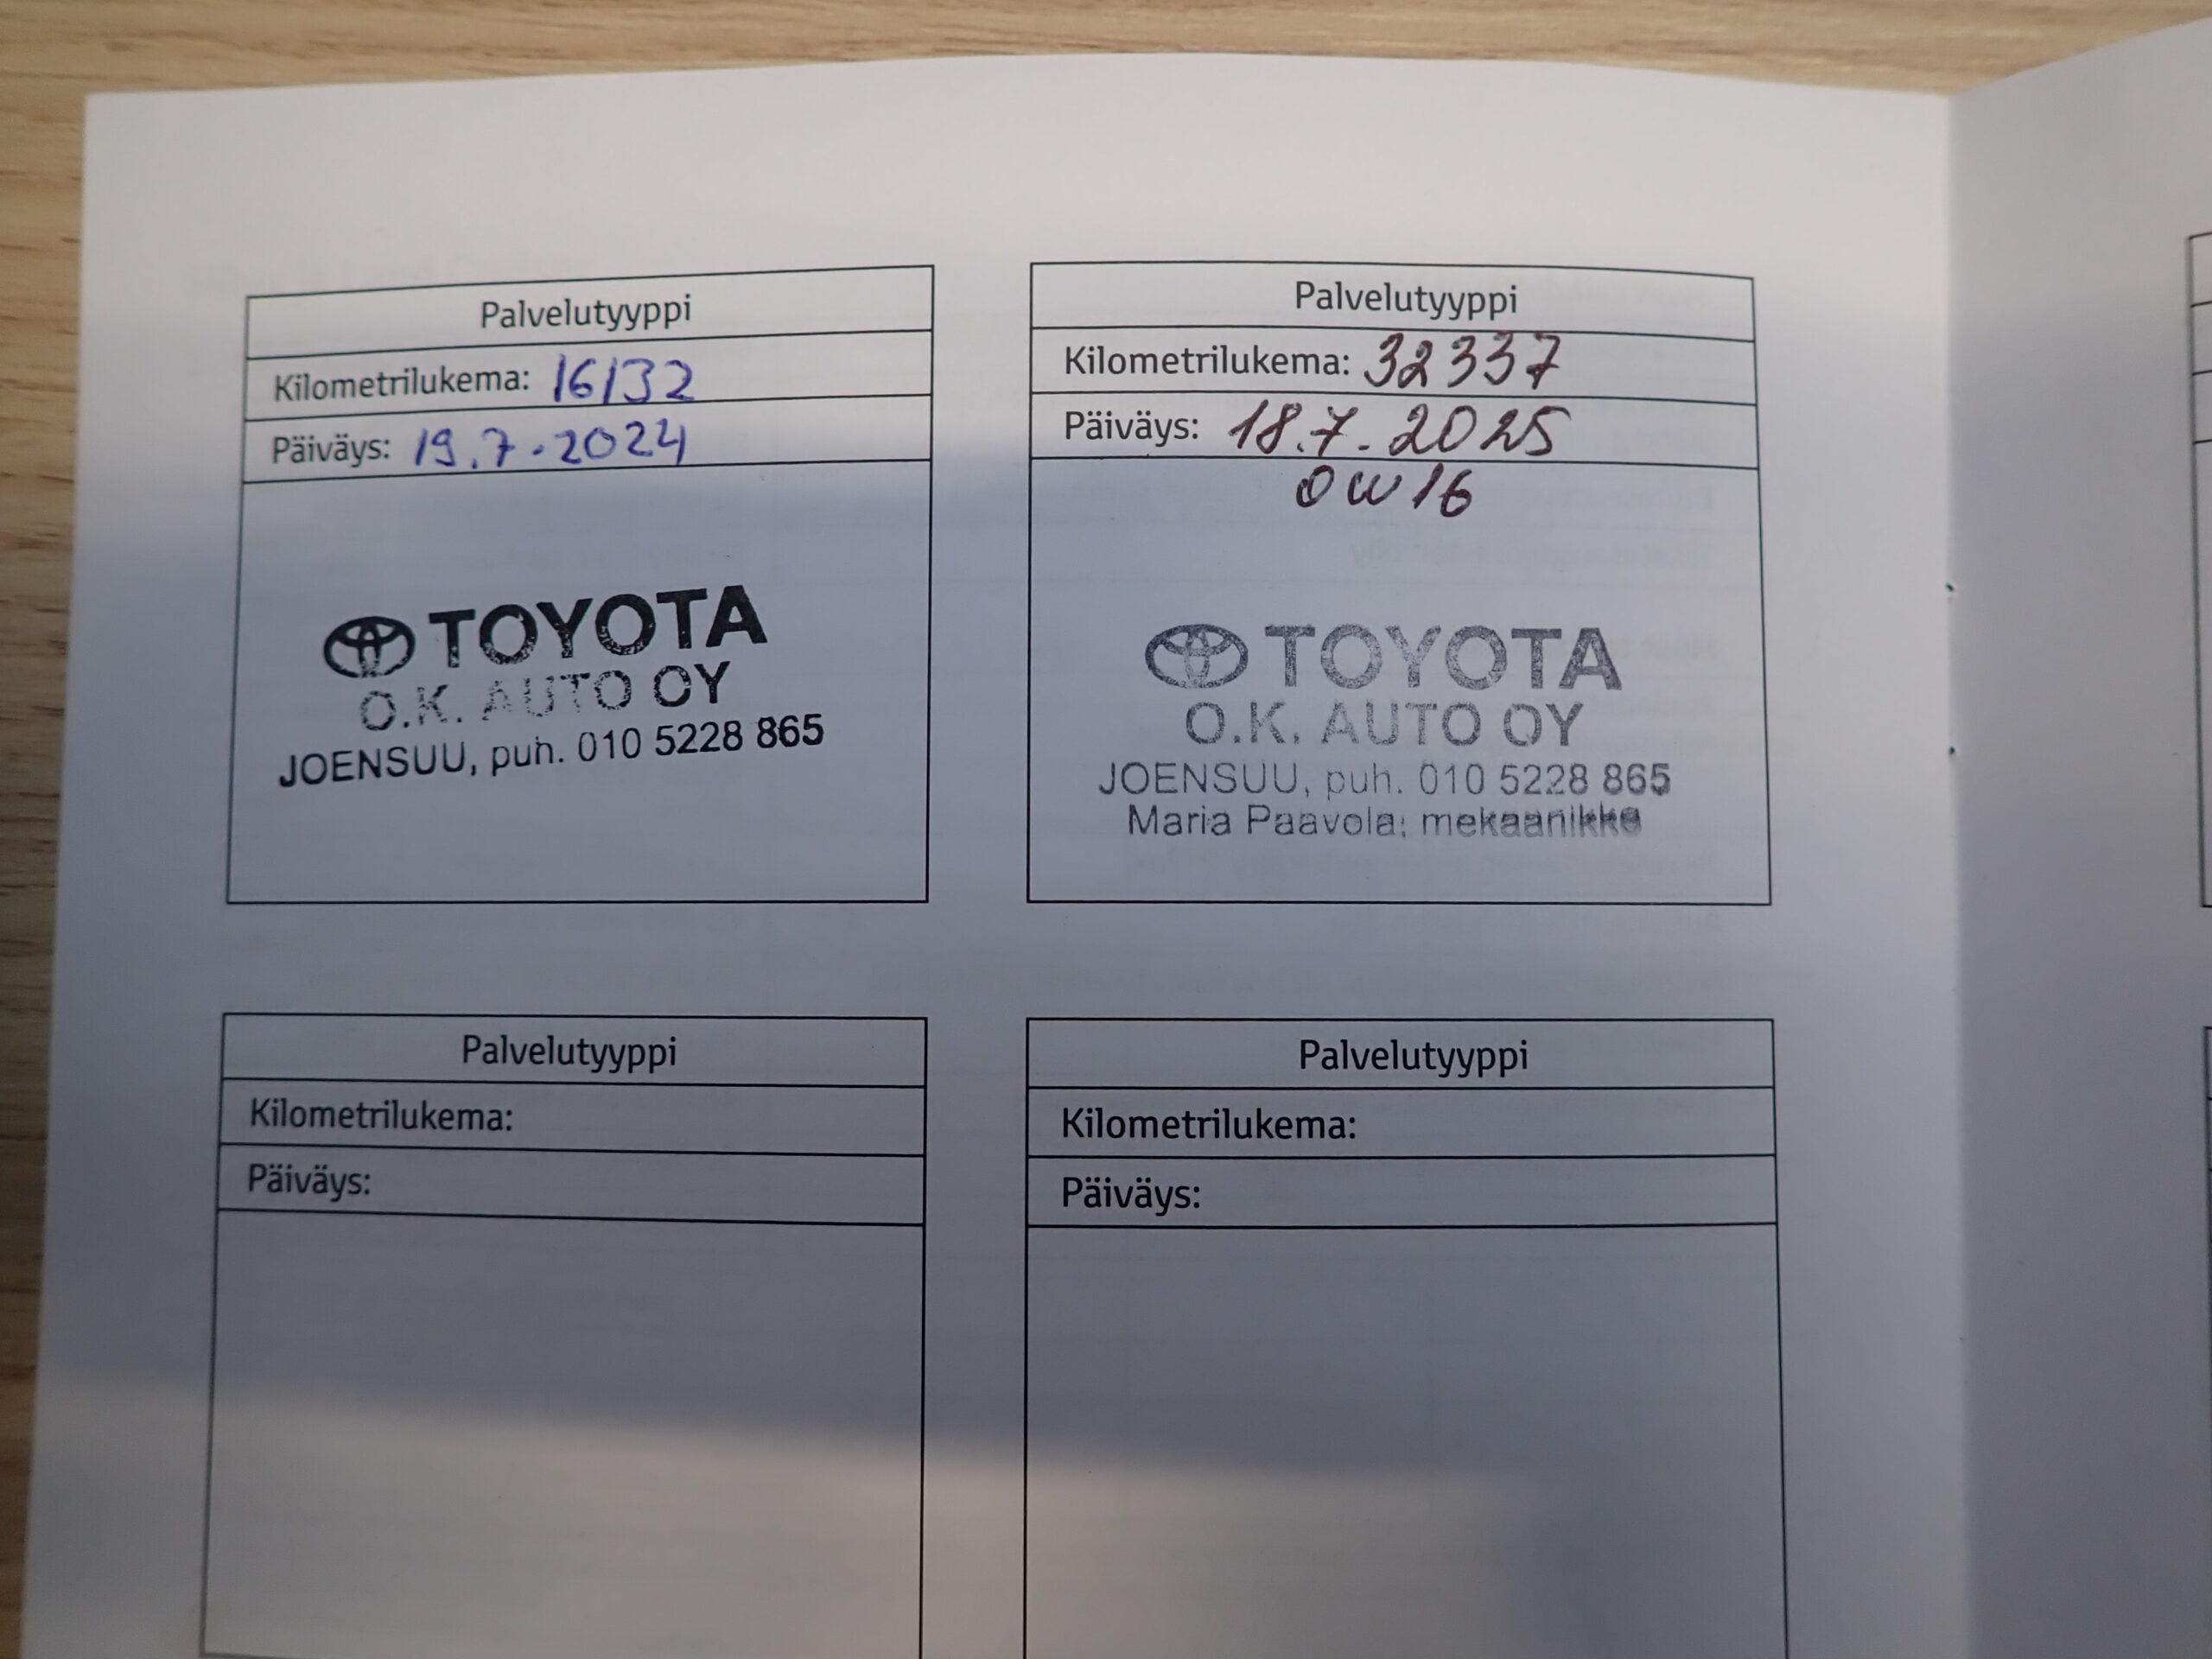 Palvelutyyppi
Kilometrilukema: 16132
Päiväys: 19.7.2024
TOYOTA
O.K. AUTO OY
JOENSUU, puh. 010 5228 865
Palvelutyyppi
Kilometrilukema: 32337
Päiväys: 18.7.2025
0W16
TOYOTA
O.K. AUTO OY
JOENSUU, puh. 010 5228 865
Maria Paavola, mekaanikko
Palvelutyyppi
Kilometrilukema:
Päiväys:
Palvelutyyppi
Kilometrilukema:
Päiväys: